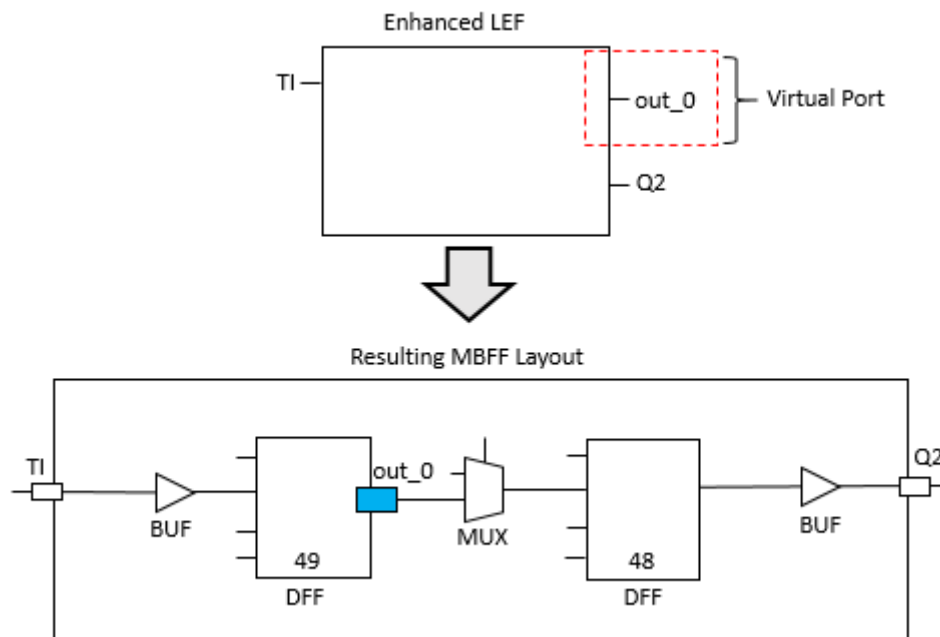 Enhanced LEF
TI
out_0
Virtual Port
Q2
Resulting MBFF Layout
TI
out_0
Q2
BUF
MUX
BUF
49
48
DFF
DFF